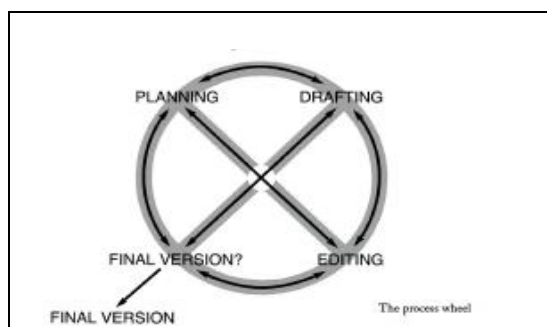 PLANNING DRAFTING
FINAL VERSION? EDITING
The process wheel
FINAL VERSION